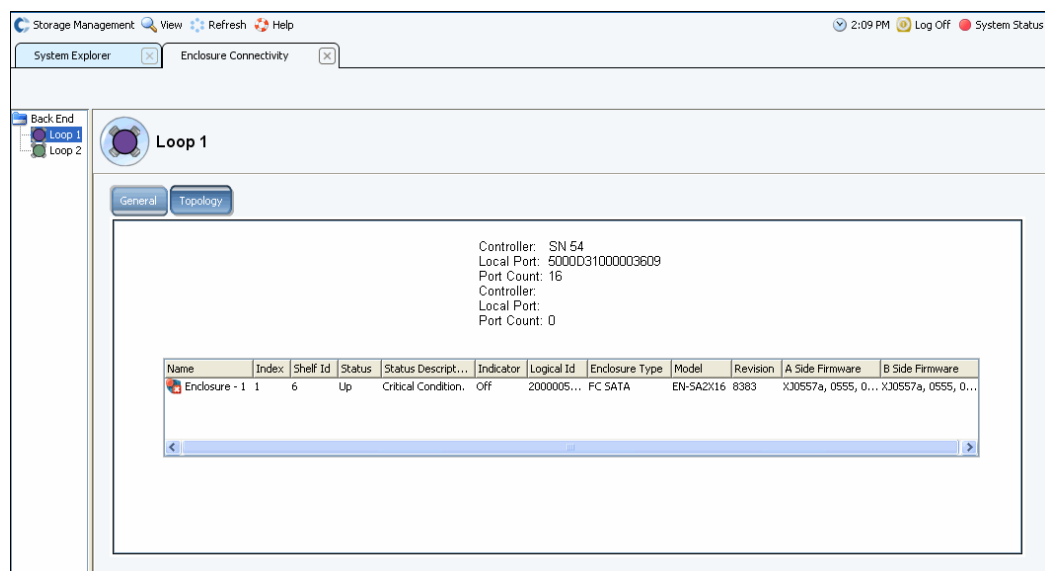 Storage Management View Refresh Help 2:09 PM Log Off System Status
System Explorer Enclosure Connectivity
Back End
Loop 1
Loop 2
Loop 1
General Topology
Controller: SN 54
Local Port: 5000D31000003609
Port Count: 16
Controller:
Local Port:
Port Count: 0
Name Index Shelf Id Status Status Descript... Indicator Logical Id Enclosure Type Model Revision A Side Firmware B Side Firmware
Enclosure - 1 1 6 Up Critical Condition. Off 2000005... FC SATA EN-SA2X16 8383 XJ0557a, 0555, 0... XJ0557a, 0555, 0...